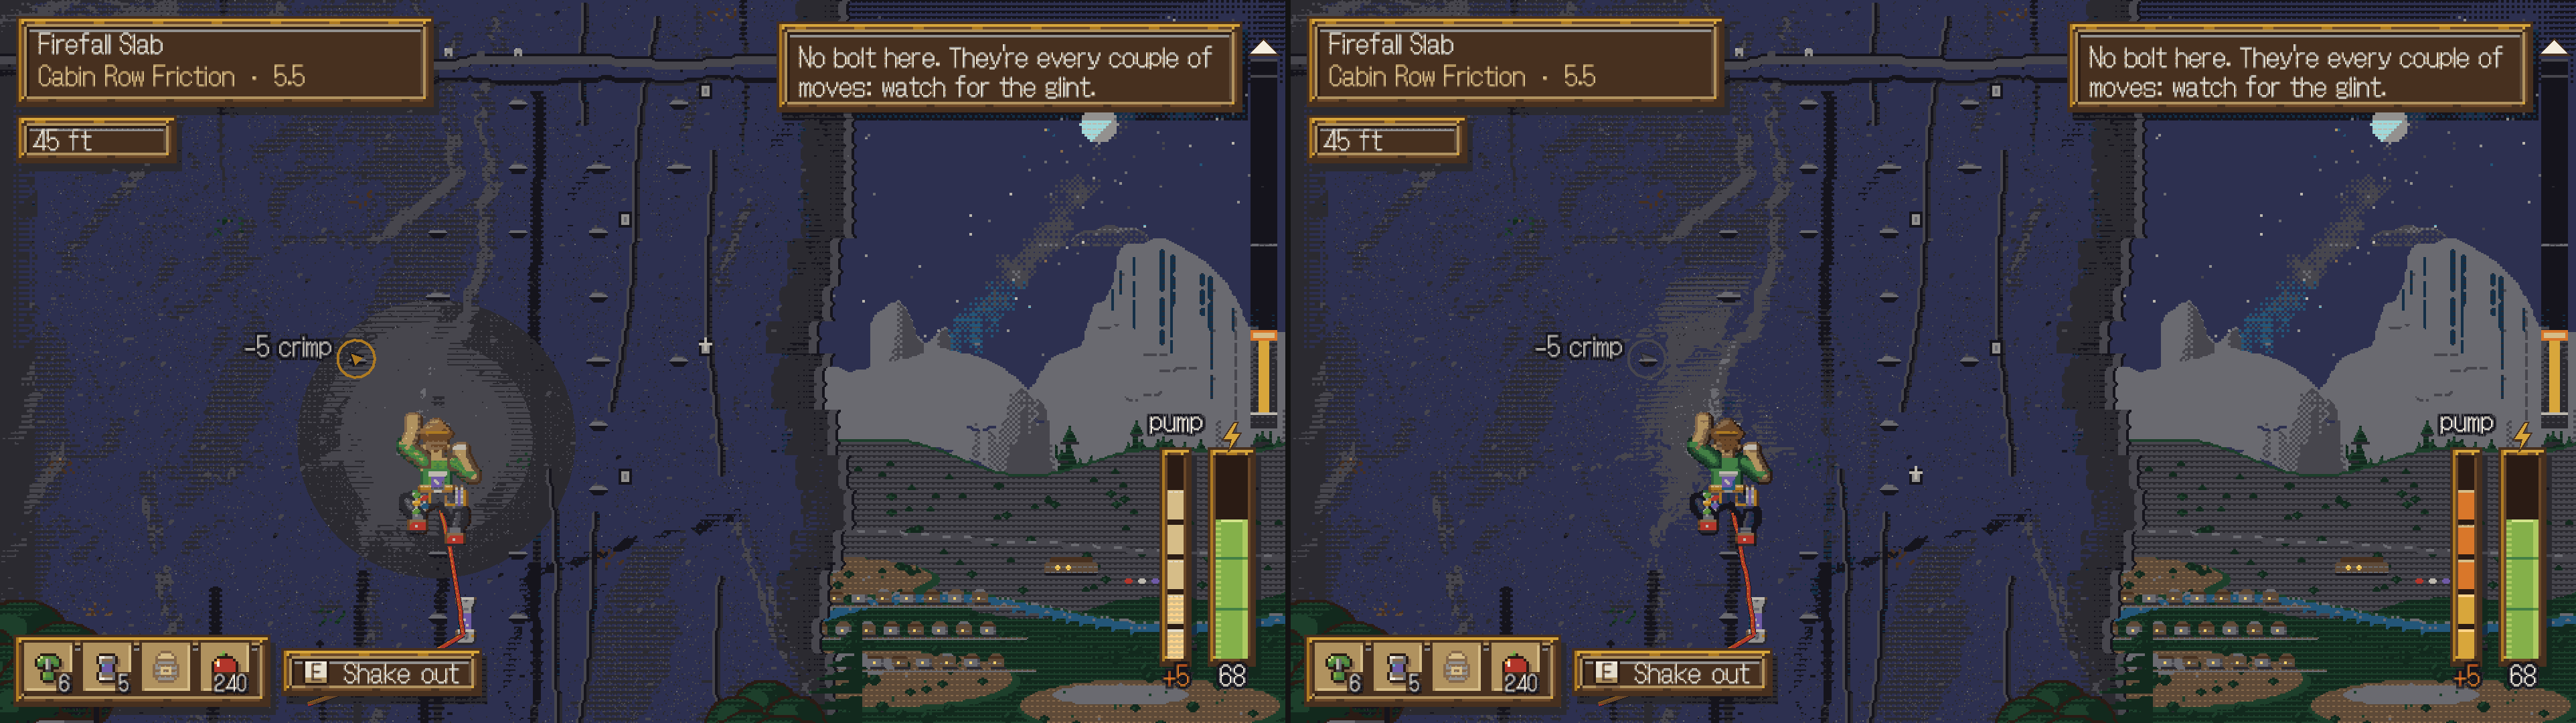 Firefall Slab
Cabin Row Friction · 5.5
45 ft
No bolt here. They're every couple of
moves: watch for the glint.
-5 crimp
pump
6
5
240
E Shake out
+5
68
Firefall Slab
Cabin Row Friction · 5.5
45 ft
No bolt here. They're every couple of
moves: watch for the glint.
-5 crimp
pump
6
5
240
E Shake out
+5
68